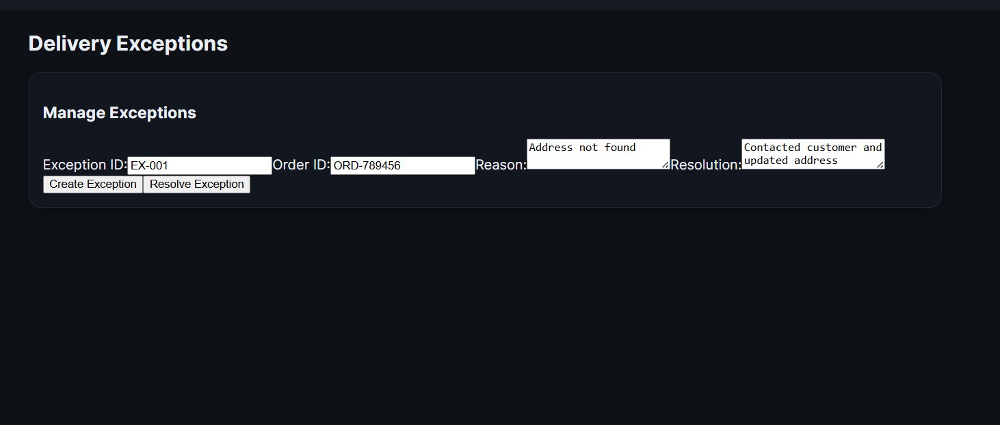 Delivery Exceptions
Manage Exceptions
Exception ID: EX-001 Order ID: ORD-789456 Reason: Address not found Resolution: Contacted customer and
updated address
Create Exception Resolve Exception